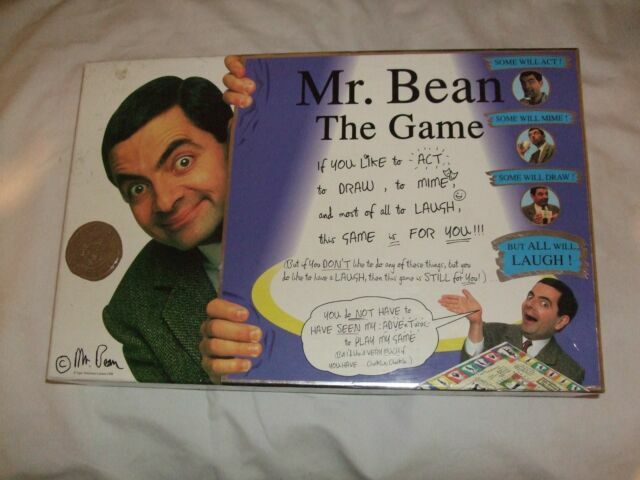 Mr. Bean
The Game
If you LIKE to ACT,
to DRAW, to MIME,
and most of all to LAUGH,
this GAME is FOR YOU!!!
(But if you DON'T like to do any of these things, but you
do like to have a LAUGH, then this game is STILL for You!)
YOU do NOT HAVE to
HAVE SEEN MY ADVENTURES
to PLAY MY GAME
YOU HAVE
SOME WILL ACT !
SOME WILL MIME !
SOME WILL DRAW !
BUT ALL WILL
LAUGH !
© Mr. Bean